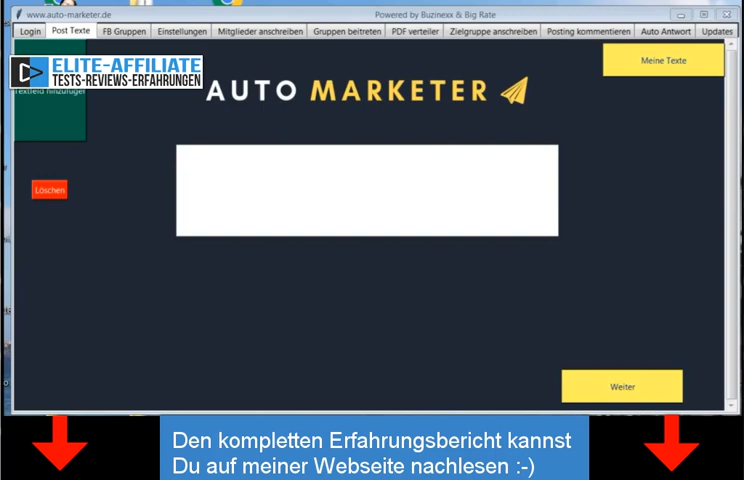 www.auto-marketer.de
Powered by Buzinexx & Big Rate
Login Post Texte FB Gruppen Einstellungen Mitglieder anschreiben Gruppen beitreten PDF verteiler Zielgruppe anschreiben Posting kommentieren Auto Antwort Updates
ELITE-AFFILIATE
TESTS-REVIEWS-ERFAHRUNGEN
Textfeld hinzufügen
Meine Texte
AUTO MARKETER
Löschen
Weiter
Den kompletten Erfahrungsbericht kannst
Du auf meiner Webseite nachlesen :-)